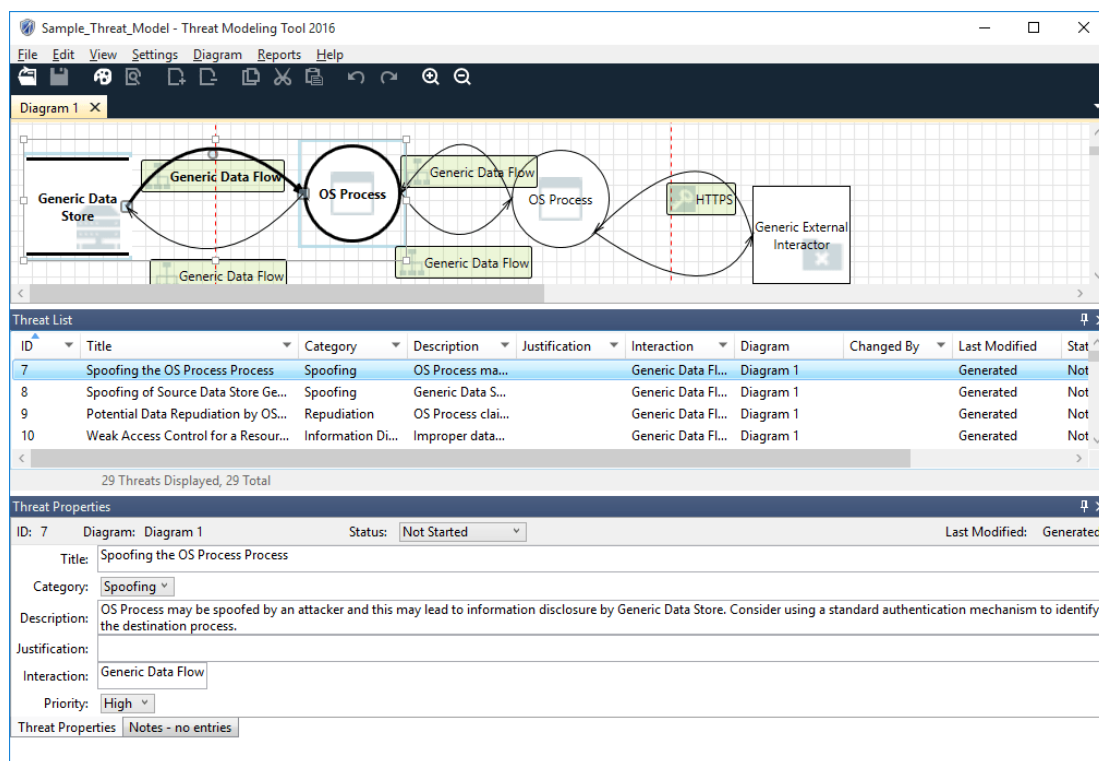 Sample_Threat_Model - Threat Modeling Tool 2016
File Edit View Settings Diagram Reports Help
Diagram 1
Generic Data Flow
Generic Data Flow
OS Process
Generic Data
Store
OS Process
HTTPS
Generic External
Interactor
Generic Data Flow
Generic Data Flow
Threat List
ID Title Category Description Justification Interaction Diagram Changed By Last Modified Stat
7 Spoofing the OS Process Process Spoofing OS Process ma... Generic Data Fl... Diagram 1 Generated Not
8 Spoofing of Source Data Store Ge... Spoofing Generic Data S... Generic Data Fl... Diagram 1 Generated Not
9 Potential Data Repudiation by OS... Repudiation OS Process clai... Generic Data Fl... Diagram 1 Generated Not
10 Weak Access Control for a Resour... Information Di... Improper data... Generic Data Fl... Diagram 1 Generated Not
29 Threats Displayed, 29 Total
Threat Properties
ID: 7 Diagram: Diagram 1 Status: Not Started Last Modified: Generated
Title: Spoofing the OS Process Process
Category: Spoofing
Description: OS Process may be spoofed by an attacker and this may lead to information disclosure by Generic Data Store. Consider using a standard authentication mechanism to identify
the destination process.
Justification:
Interaction: Generic Data Flow
Priority: High
Threat Properties Notes - no entries